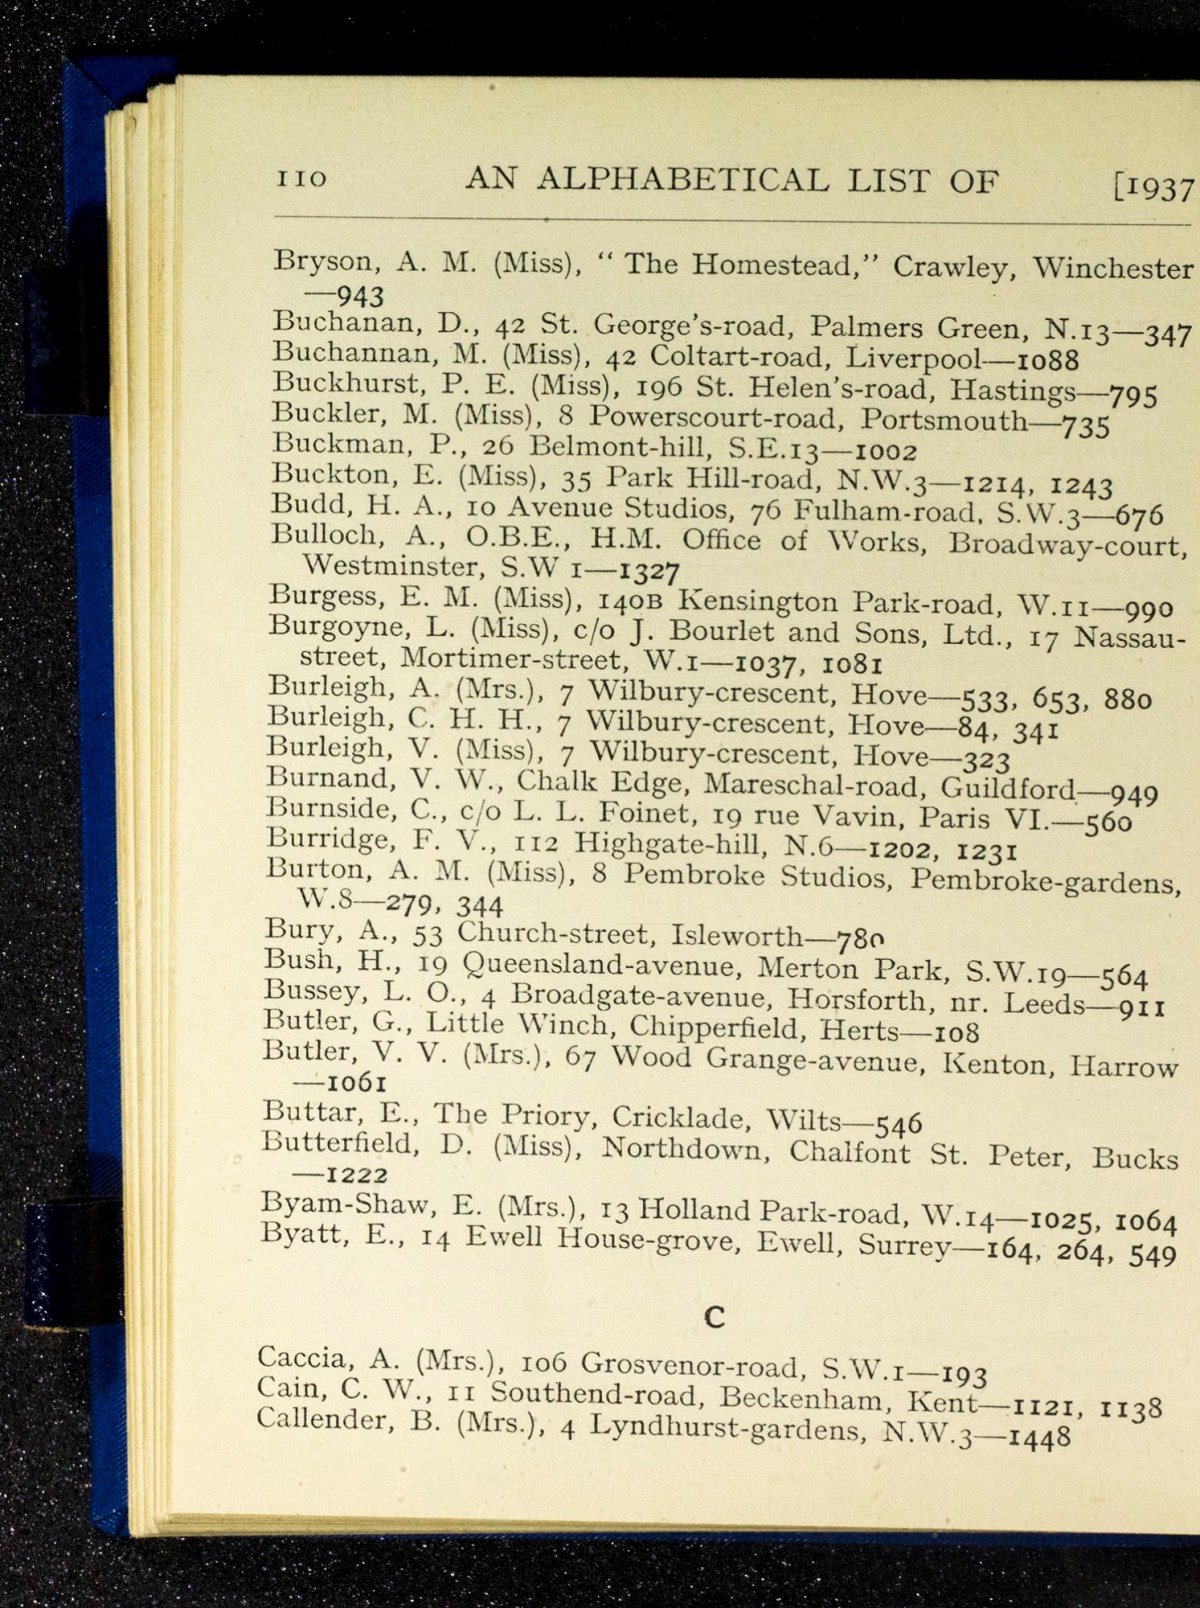 110 AN ALPHABETICAL LIST OF [1937
Bryson, A. M. (Miss), “ The Homestead,” Crawley, Winchester
—943
Buchanan, D., 42 St. George's-road, Palmers Green, N.13—347
Buchannan, M. (Miss), 42 Coltart-road, Liverpool—1088
Buckhurst, P. E. (Miss), 196 St. Helen's-road, Hastings—795
Buckler, M. (Miss), 8 Powerscourt-road, Portsmouth—735
Buckman, P., 26 Belmont-hill, S.E.13—1002
Buckton, E. (Miss), 35 Park Hill-road, N.W.3—1214, 1243
Budd, H. A., 10 Avenue Studios, 76 Fulham-road, S.W.3—676
Bulloch, A., O.B.E., H.M. Office of Works, Broadway-court,
Westminster, S.W 1—1327
Burgess, E. M. (Miss), 140B Kensington Park-road, W.11—990
Burgoyne, L. (Miss), c/o J. Bourlet and Sons, Ltd., 17 Nassau-
street, Mortimer-street, W.1—1037, 1081
Burleigh, A. (Mrs.), 7 Wilbury-crescent, Hove—533, 653, 880
Burleigh, C. H. H., 7 Wilbury-crescent, Hove—84, 341
Burleigh, V. (Miss), 7 Wilbury-crescent, Hove—323
Burnand, V. W., Chalk Edge, Mareschal-road, Guildford—949
Burnside, C., c/o L. L. Foinet, 19 rue Vavin, Paris VI.—560
Burridge, F. V., 112 Highgate-hill, N.6—1202, 1231
Burton, A. M. (Miss), 8 Pembroke Studios, Pembroke-gardens,
W.8—279, 344
Bury, A., 53 Church-street, Isleworth—780
Bush, H., 19 Queensland-avenue, Merton Park, S.W.19—564
Bussey, L. O., 4 Broadgate-avenue, Horsforth, nr. Leeds—911
Butler, G., Little Winch, Chipperfield, Herts—108
Butler, V. V. (Mrs.), 67 Wood Grange-avenue, Kenton, Harrow
—1061
Buttar, E., The Priory, Cricklade, Wilts—546
Butterfield, D. (Miss), Northdown, Chalfont St. Peter, Bucks
—1222
Byam-Shaw, E. (Mrs.), 13 Holland Park-road, W.14—1025, 1064
Byatt, E., 14 Ewell House-grove, Ewell, Surrey—164, 264, 549
C
Caccia, A. (Mrs.), 106 Grosvenor-road, S.W.1—193
Cain, C. W., 11 Southend-road, Beckenham, Kent—1121, 1138
Callender, B. (Mrs.), 4 Lyndhurst-gardens, N.W.3—1448